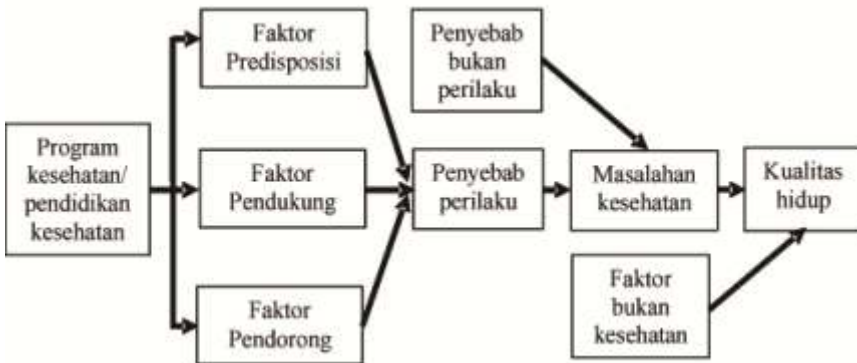 Faktor
Predisposisi
Penyebab
bukan
perilaku
Program
kesehatan/
pendidikan
kesehatan
Faktor
Pendukung
Penyebab
perilaku
Masalahan
kesehatan
Kualitas
hidup
Faktor
Pendorong
Faktor
bukan
kesehatan